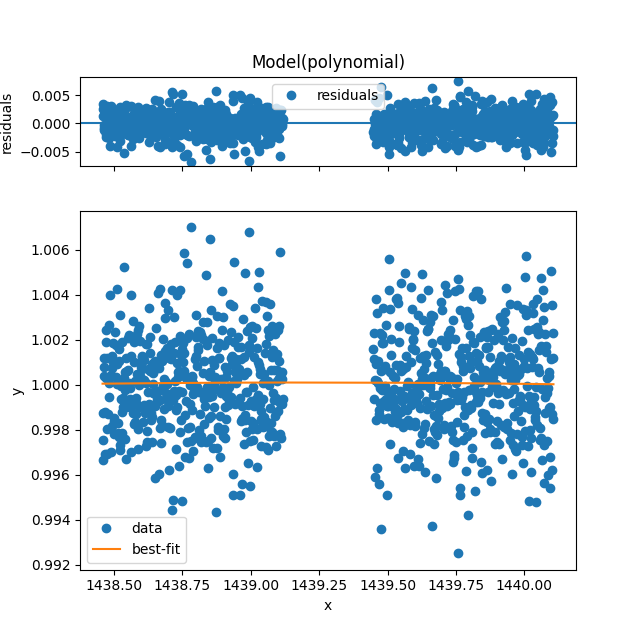 Model(polynomial)
residuals
0.005
0.000
−0.005
residuals
y
1.006
1.004
1.002
1.000
0.998
0.996
0.994
0.992
data
best-fit
1438.50 1438.75 1439.00 1439.25 1439.50 1439.75 1440.00
x